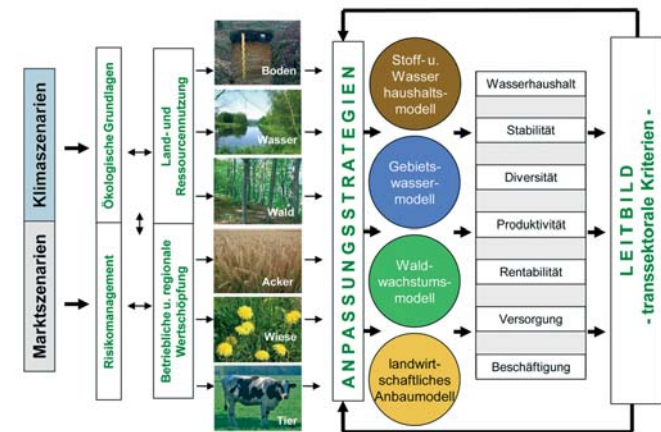 Klimaszenarien
Marktszenarien
Ökologische Grundlagen
Risikomanagement
Land- und
Ressourcennutzung
Betriebliche u. regionale
Wertschöpfung
Boden
Wasser
Wald
Acker
Wiese
Tier
ANPASSUNGSSTRATEGIEN
Stoff- u.
Wasser
haushalts-
modell
Gebiets-
wasser-
modell
Wald-
wachstums-
modell
landwirt-
schaftliches
Anbaumodell
Wasserhaushalt
Stabilität
Diversität
Produktivität
Rentabilität
Versorgung
Beschäftigung
LEITBILD
- transsektorale Kriterien -